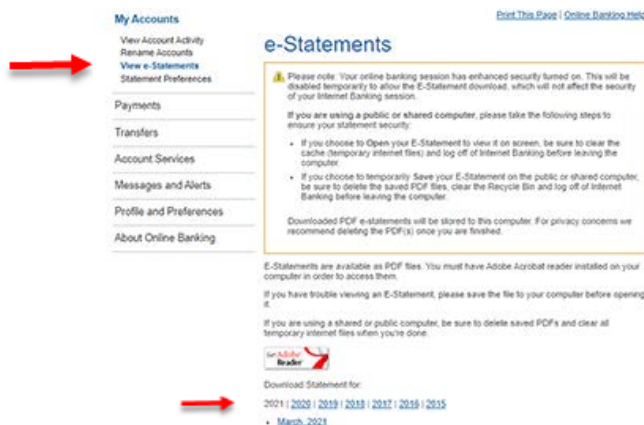 My Accounts
View Account Activity
Rename Accounts
View e-Statements
Statement Preferences
Payments
Transfers
Account Services
Messages and Alerts
Profile and Preferences
About Online Banking
Print This Page | Online Banking Help
e-Statements
Please note: Your online banking session has enhanced security turned on. This will be
disabled temporarily to allow the E-Statement download, which will not affect the security
of your Internet Banking session.
If you are using a public or shared computer, please take the following steps to
ensure your statement security:
• If you choose to Open your E-Statement to view it on screen, be sure to clear the
cache (temporary internet files) and log off of Internet Banking before leaving the
computer.
• If you choose to temporarily Save your E-Statement on the public or shared computer,
be sure to delete the saved PDF files, clear the Recycle Bin and log off of Internet
Banking before leaving the computer.
Downloaded PDF e-statements will be stored to this computer. For privacy concerns we
recommend deleting the PDF(s) once you are finished.
E-Statements are available as PDF files. You must have Adobe Acrobat reader installed on your
computer in order to access them.
If you have trouble viewing an E-Statement, please save the file to your computer before opening
it.
If you are using a shared or public computer, be sure to delete saved PDFs and clear all
temporary internet files when you're done.
Get Adobe
Reader
Download Statement for:
2021 | 2020 | 2019 | 2018 | 2017 | 2016 | 2015
• March, 2021